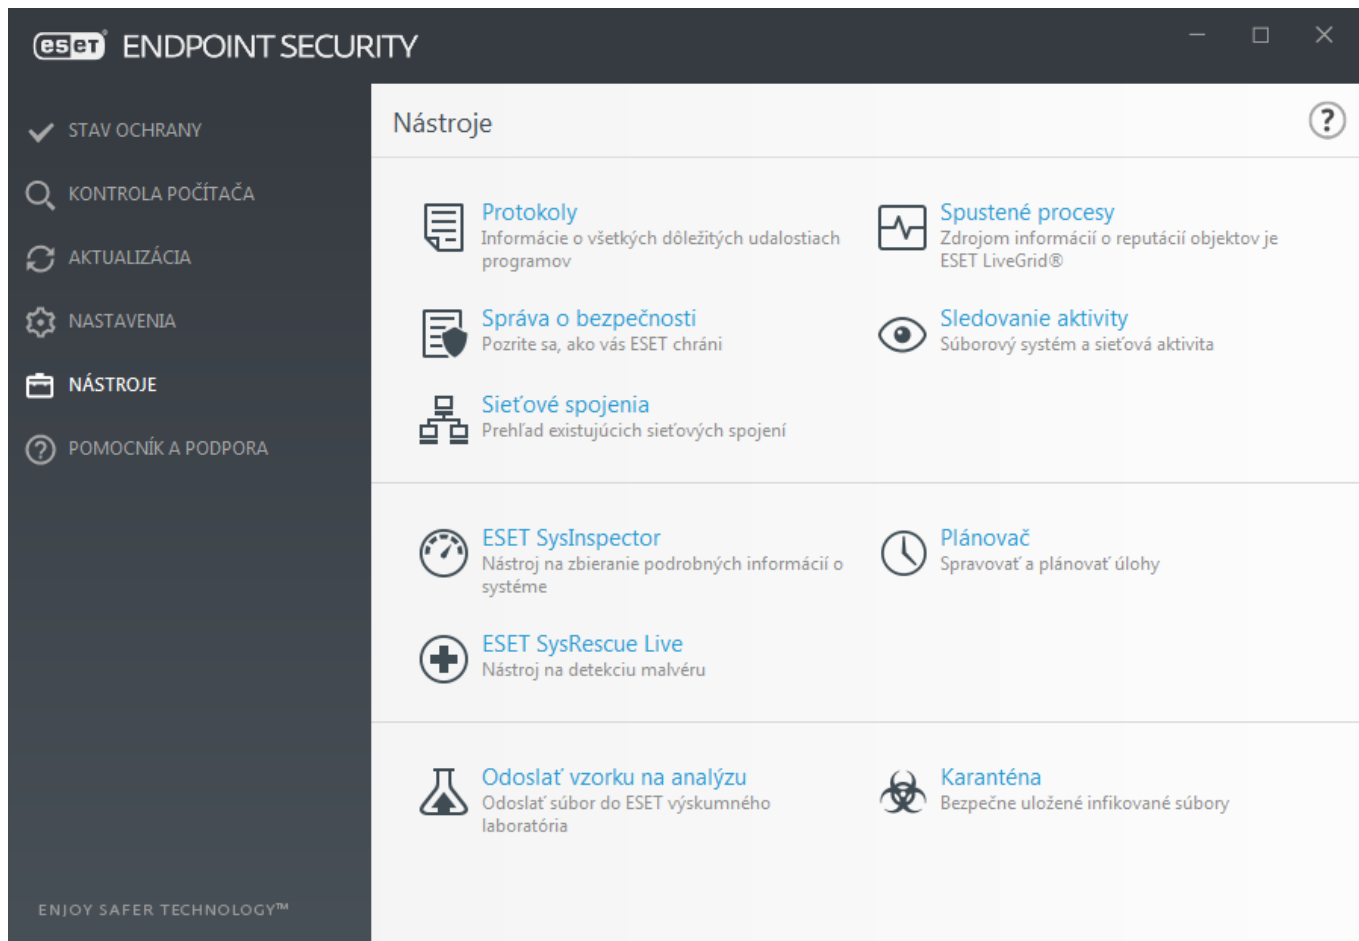 eset ENDPOINT SECURITY
STAV OCHRANY
KONTROLA POČÍTAČA
AKTUALIZÁCIA
NASTAVENIA
NÁSTROJE
POMOCNÍK A PODPORA
ENJOY SAFER TECHNOLOGY™
Nástroje
?
Protokoly
Informácie o všetkých dôležitých udalostiach
programov
Spustené procesy
Zdrojom informácií o reputácií objektov je
ESET LiveGrid®
Správa o bezpečnosti
Pozrite sa, ako vás ESET chráni
Sledovanie aktivity
Súborový systém a sieťová aktivita
Sieťové spojenia
Prehľad existujúcich sieťových spojení
ESET SysInspector
Nástroj na zbieranie podrobných informácií o
systéme
Plánovač
Spravovať a plánovať úlohy
ESET SysRescue Live
Nástroj na detekciu malvéru
Odoslať vzorku na analýzu
Odoslať súbor do ESET výskumného
laboratória
Karanténa
Bezpečne uložené infikované súbory